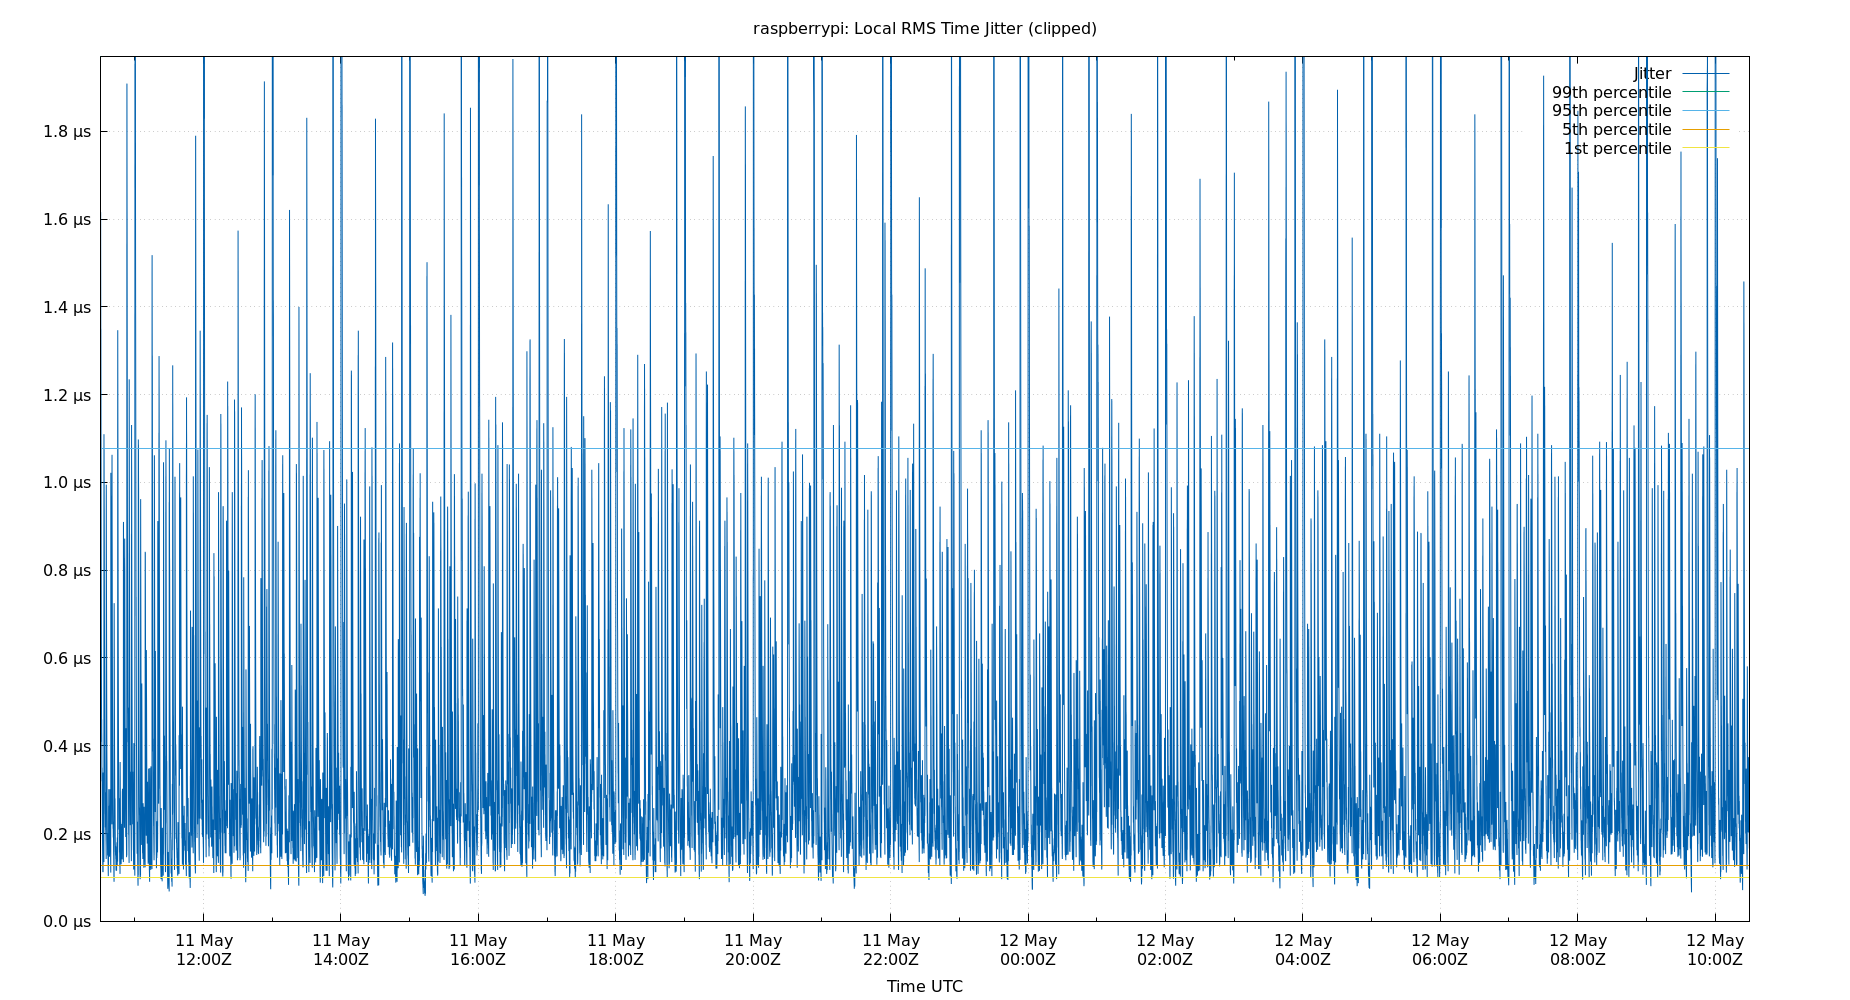 raspberrypi: Local RMS Time Jitter (clipped)
Jitter
99th percentile
95th percentile
5th percentile
1st percentile
1.8 µs
1.6 µs
1.4 µs
1.2 µs
1.0 µs
0.8 µs
0.6 µs
0.4 µs
0.2 µs
0.0 µs
11 May 11 May 11 May 11 May 11 May 11 May 12 May 12 May 12 May 12 May 12 May 12 May
12:00Z 14:00Z 16:00Z 18:00Z 20:00Z 22:00Z 00:00Z 02:00Z 04:00Z 06:00Z 08:00Z 10:00Z
Time UTC